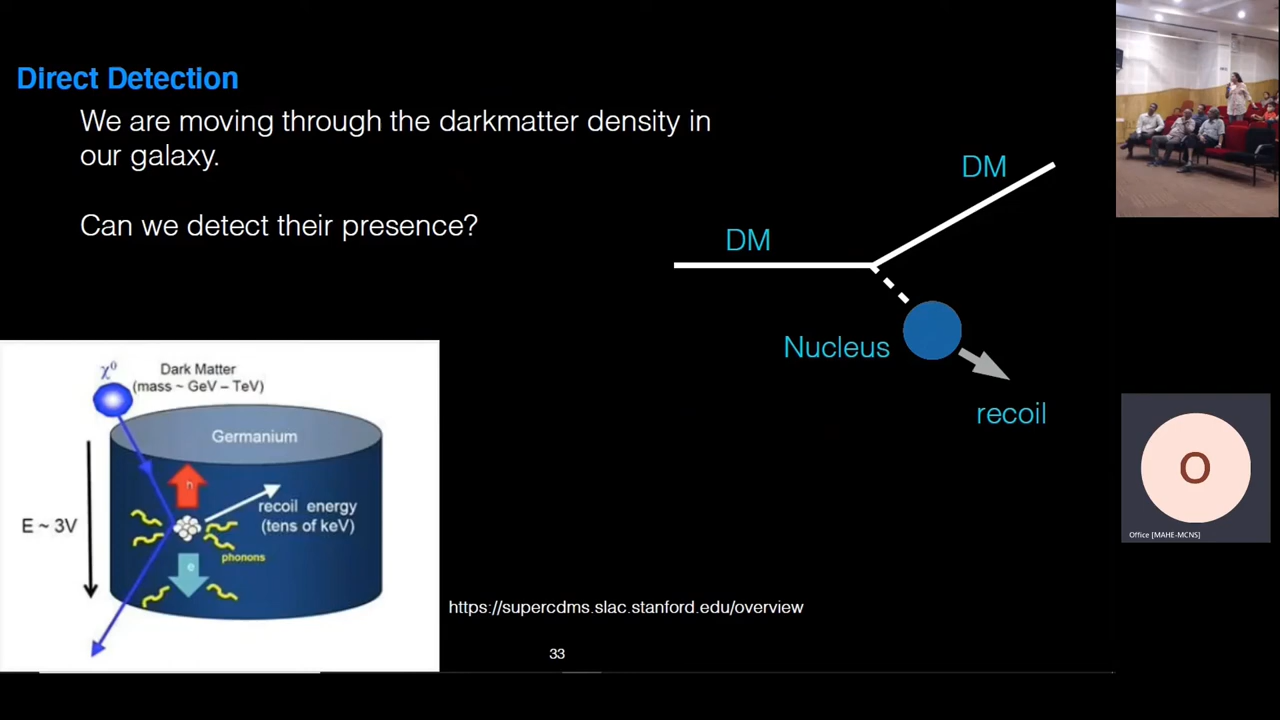 Direct Detection
We are moving through the darkmatter density in
our galaxy.
Can we detect their presence?
DM
DM
Nucleus
recoil
χ⁰
Dark Matter
(mass ~ GeV – TeV)
Germanium
h
recoil energy
(tens of keV)
E ~ 3V
phonons
e
https://supercdms.slac.stanford.edu/overview
33
O
Office [MAHE-MCNS]